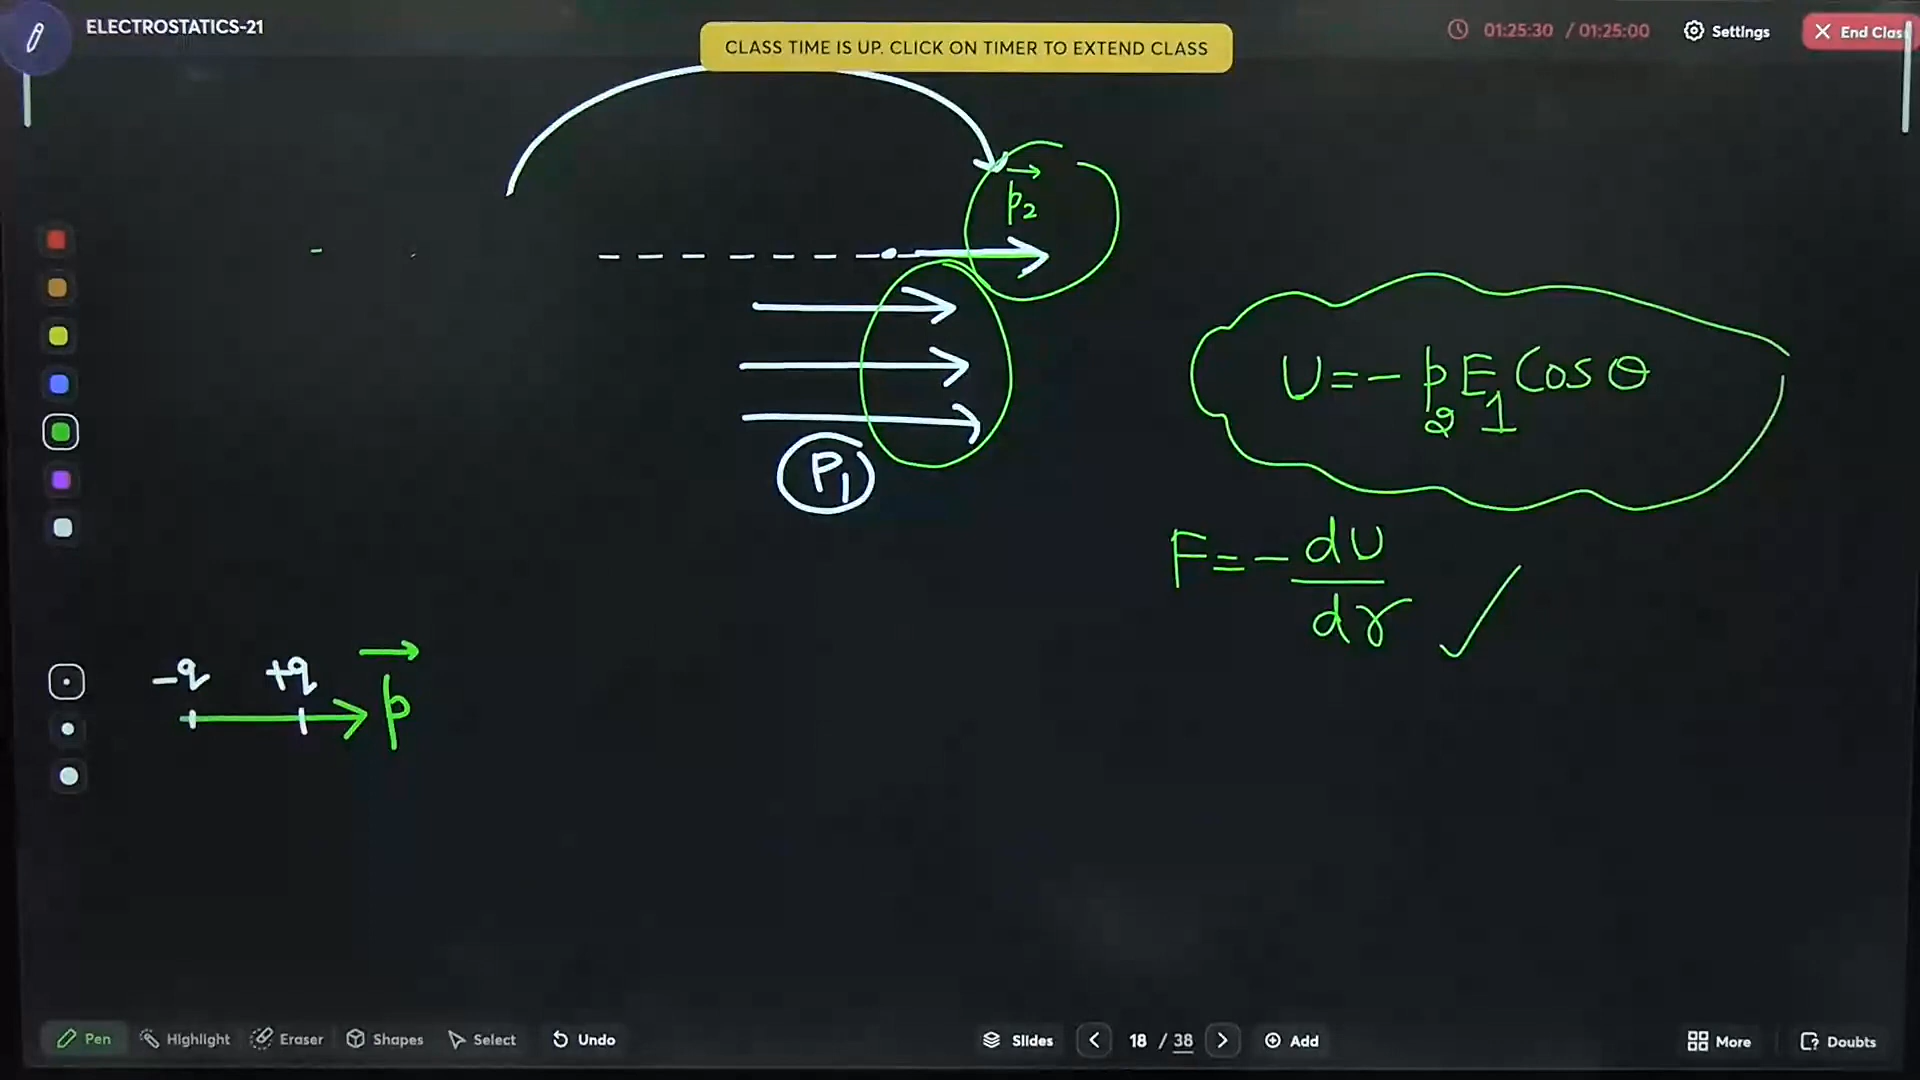 ELECTROSTATICS-21
CLASS TIME IS UP. CLICK ON TIMER TO EXTEND CLASS
01:25:30 / 01:25:00
Settings
End Class
p₂
U = - p₂ E₁ Cos θ
P₁
F = - dU/dr
-q +q p
Pen Highlight Eraser Shapes Select Undo
Slides 18 / 38 Add
More Doubts